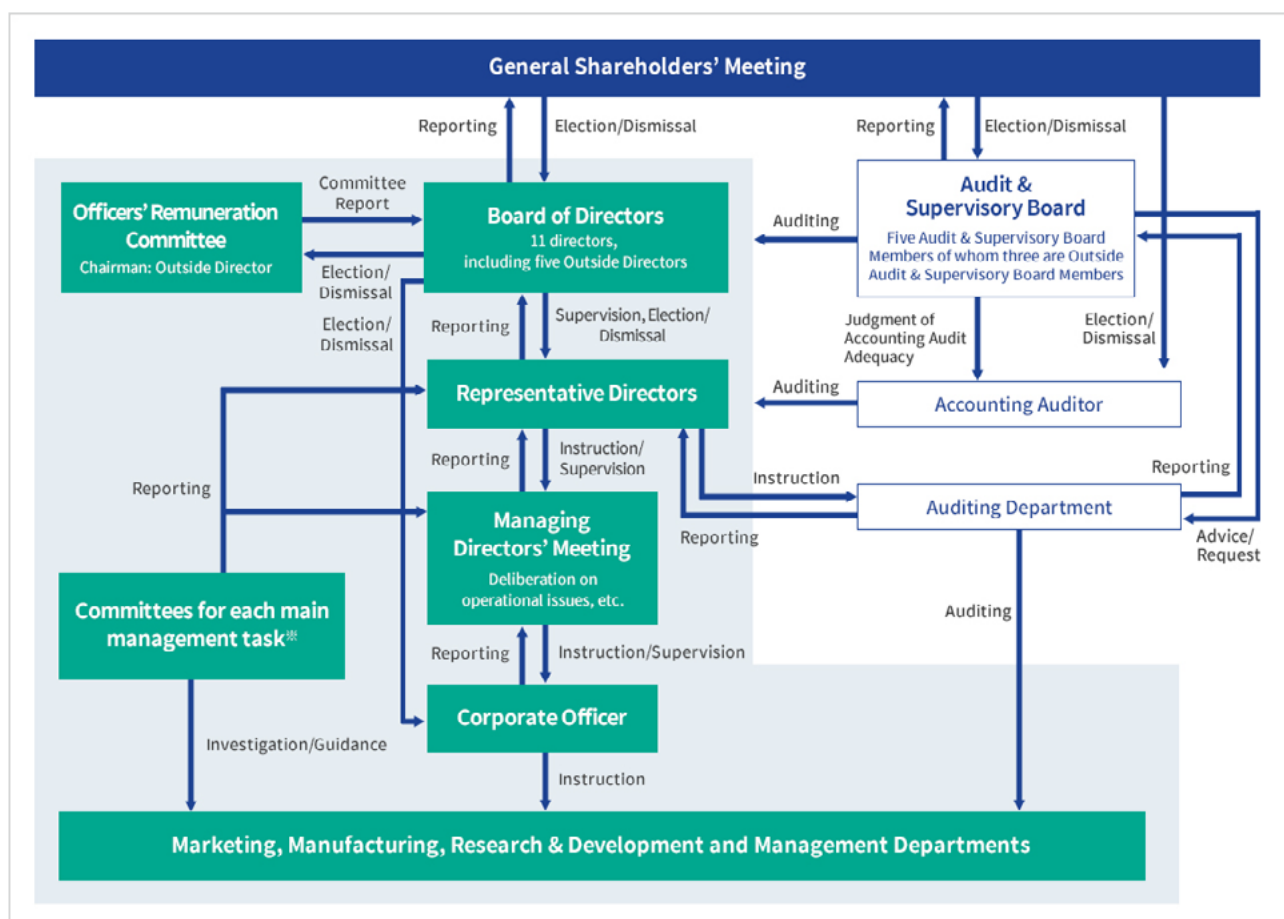 General Shareholders’ Meeting
Reporting
Election/Dismissal
Reporting
Election/Dismissal
Officers’ Remuneration
Committee
Chairman: Outside Director
Committee
Report
Board of Directors
11 directors,
including five Outside Directors
Auditing
Audit &
Supervisory Board
Five Audit & Supervisory Board
Members of whom three are Outside
Audit & Supervisory Board Members
Election/
Dismissal
Election/
Dismissal
Reporting
Supervision, Election/
Dismissal
Judgment of
Accounting Audit
Adequacy
Election/
Dismissal
Representative Directors
Auditing
Accounting Auditor
Reporting
Instruction/
Supervision
Reporting
Instruction
Reporting
Managing
Directors’ Meeting
Deliberation on
operational issues, etc.
Reporting
Auditing Department
Advice/
Request
Committees for each main
management task※
Auditing
Reporting
Instruction/Supervision
Corporate Officer
Investigation/Guidance
Instruction
Marketing, Manufacturing, Research & Development and Management Departments